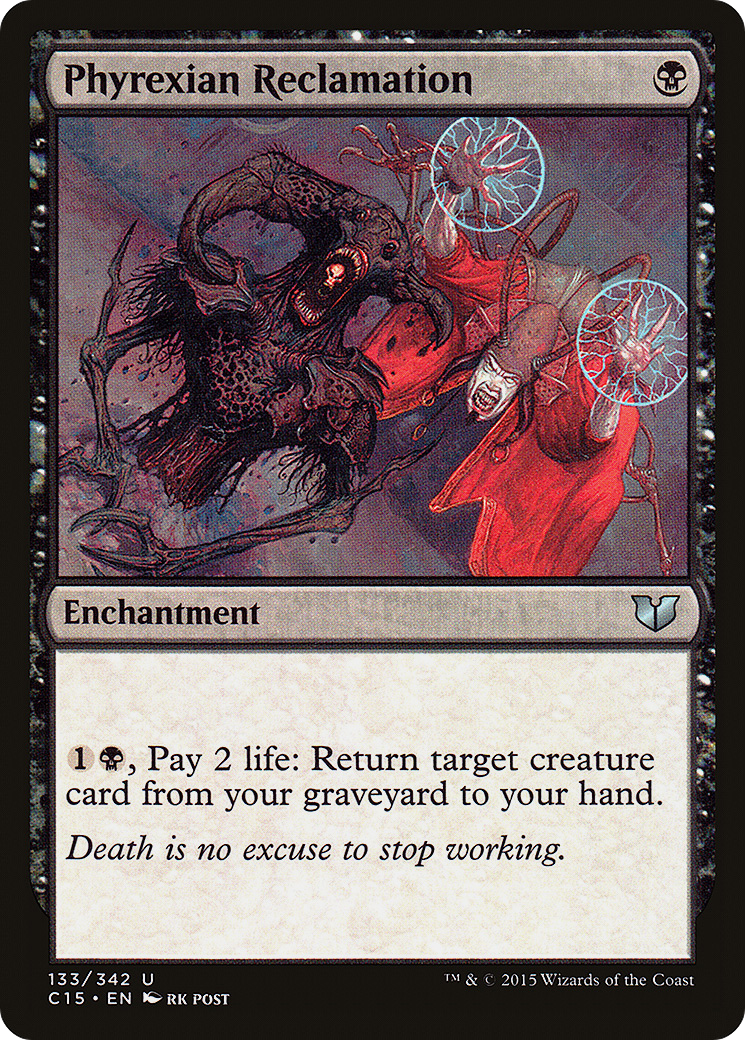 Phyrexian Reclamation
Enchantment
1, Pay 2 life: Return target creature
card from your graveyard to your hand.
Death is no excuse to stop working.
133/342 U
™ & © 2015 Wizards of the Coast
C15 • EN RK POST